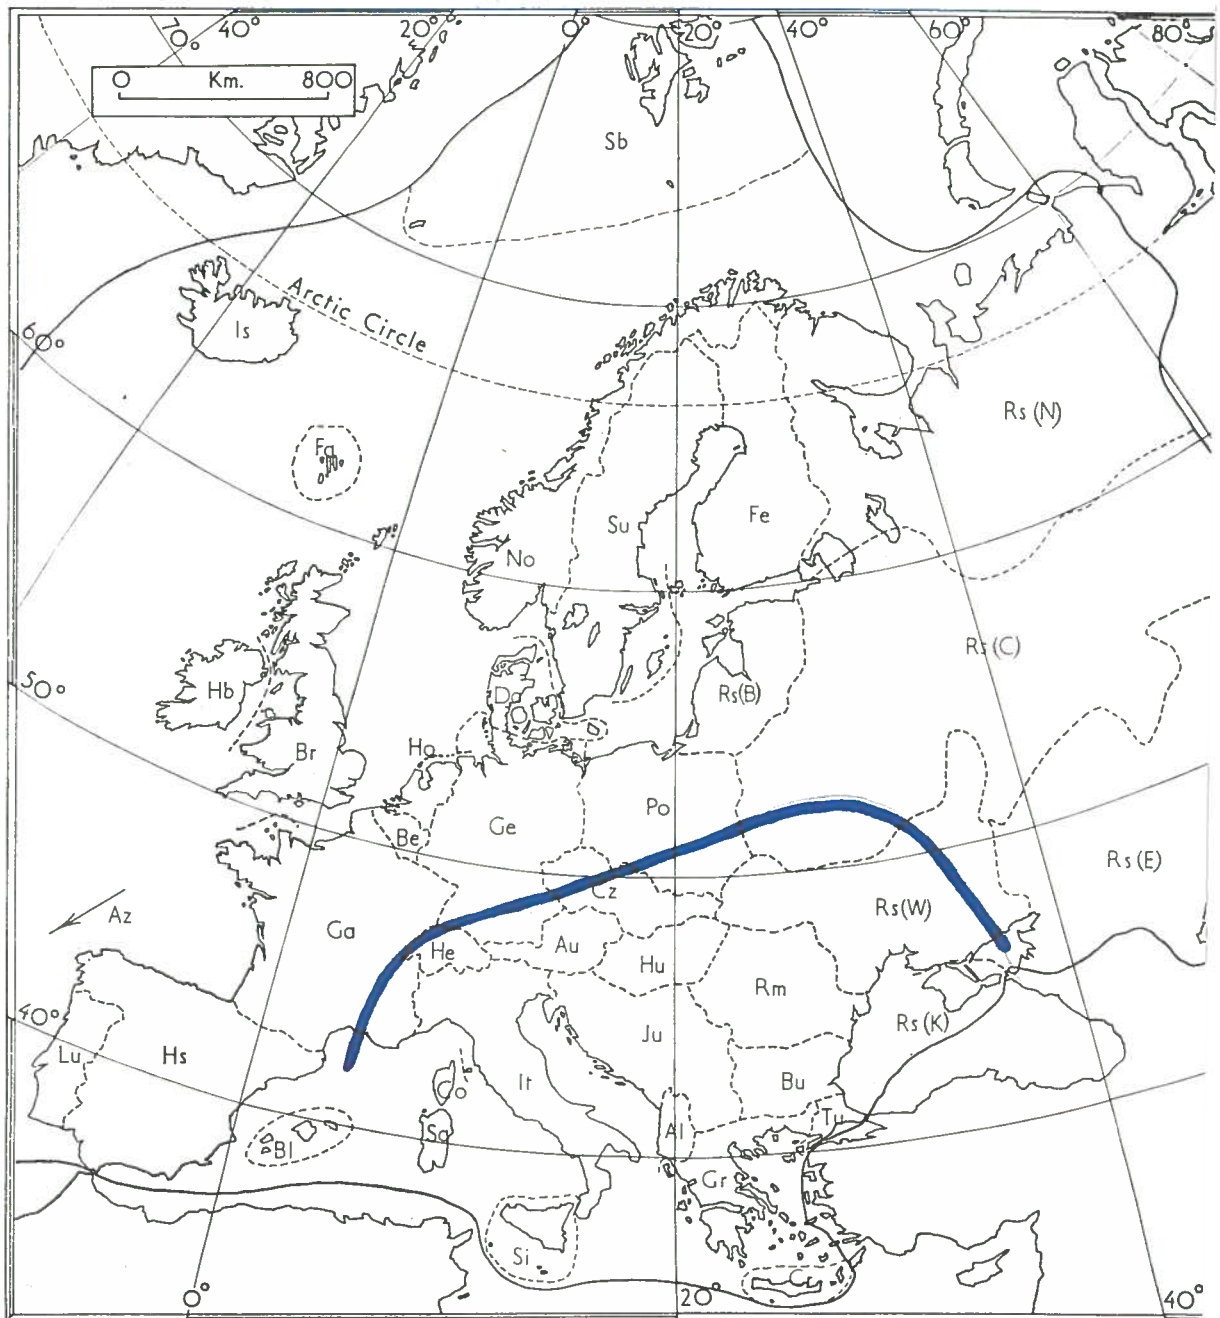 70° 40° 20° 0° 20° 40° 60° 80°
0 Km. 800
Sb
Arctic Circle
Is
60°
Rs (N)
Fa
Su
Fe
No
Rs (C)
Hb
50°
Da
Rs(B)
Br
Ho
Po
Ge
Be
Rs (E)
Cz
Az
Rs(W)
Ga
He
Au
Hu
Rm
40°
Rs(K)
Lu
Hs
Ju
It
Bu
Co
Tu
Sa
Al
Bl
Gr
Si
Cr
0°
20°
40°